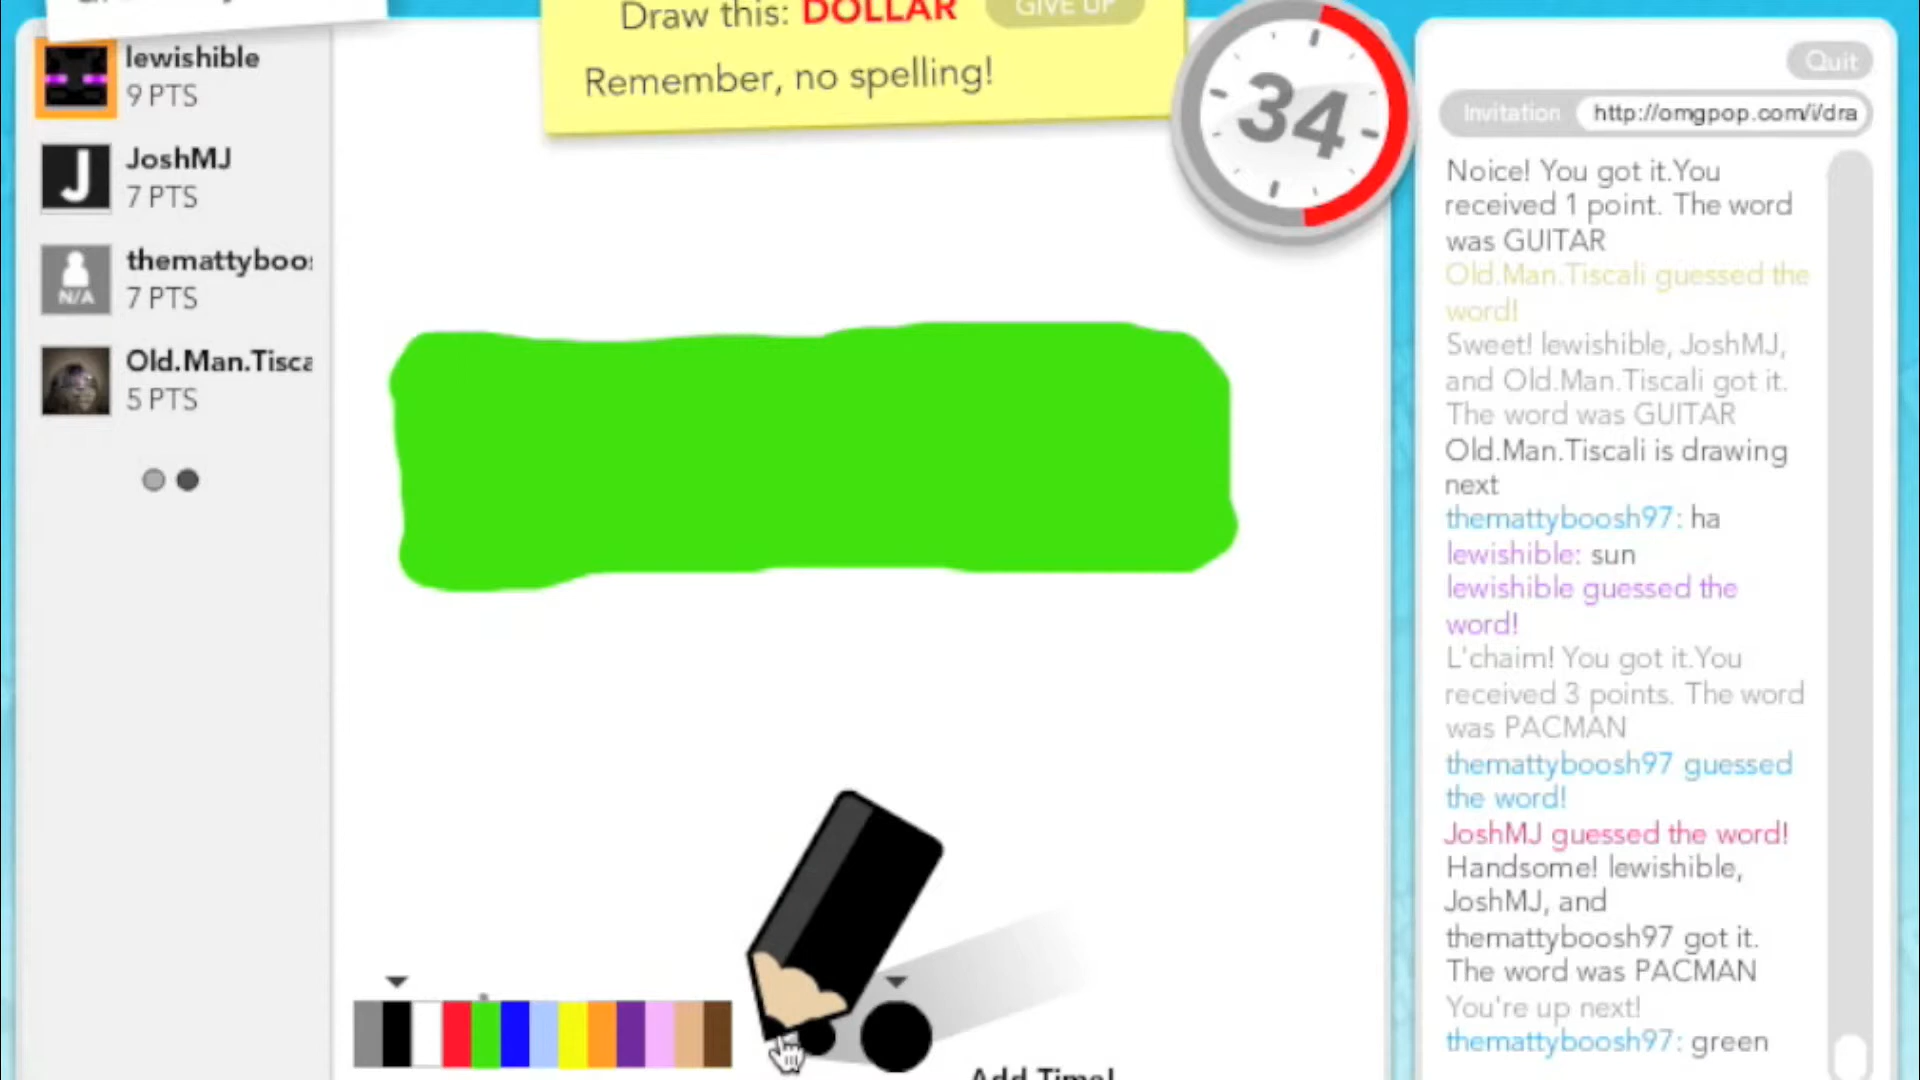 lewishible
9 PTS
JoshMJ
7 PTS
themattyboo
7 PTS
N/A
Old.Man.Tisca
5 PTS
Draw this: DOLLAR
GIVE UP
Remember, no spelling!
34
Quit
Invitation http://omgpop.com/i/dra
Noice! You got it.You
received 1 point. The word
was GUITAR
Old.Man.Tiscali guessed the
word!
Sweet! lewishible, JoshMJ,
and Old.Man.Tiscali got it.
The word was GUITAR
Old.Man.Tiscali is drawing
next
themattyboosh97: ha
lewishible: sun
lewishible guessed the
word!
L'chaim! You got it.You
received 3 points. The word
was PACMAN
themattyboosh97 guessed
the word!
JoshMJ guessed the word!
Handsome! lewishible,
JoshMJ, and
themattyboosh97 got it.
The word was PACMAN
You're up next!
themattyboosh97: green
Add Time!